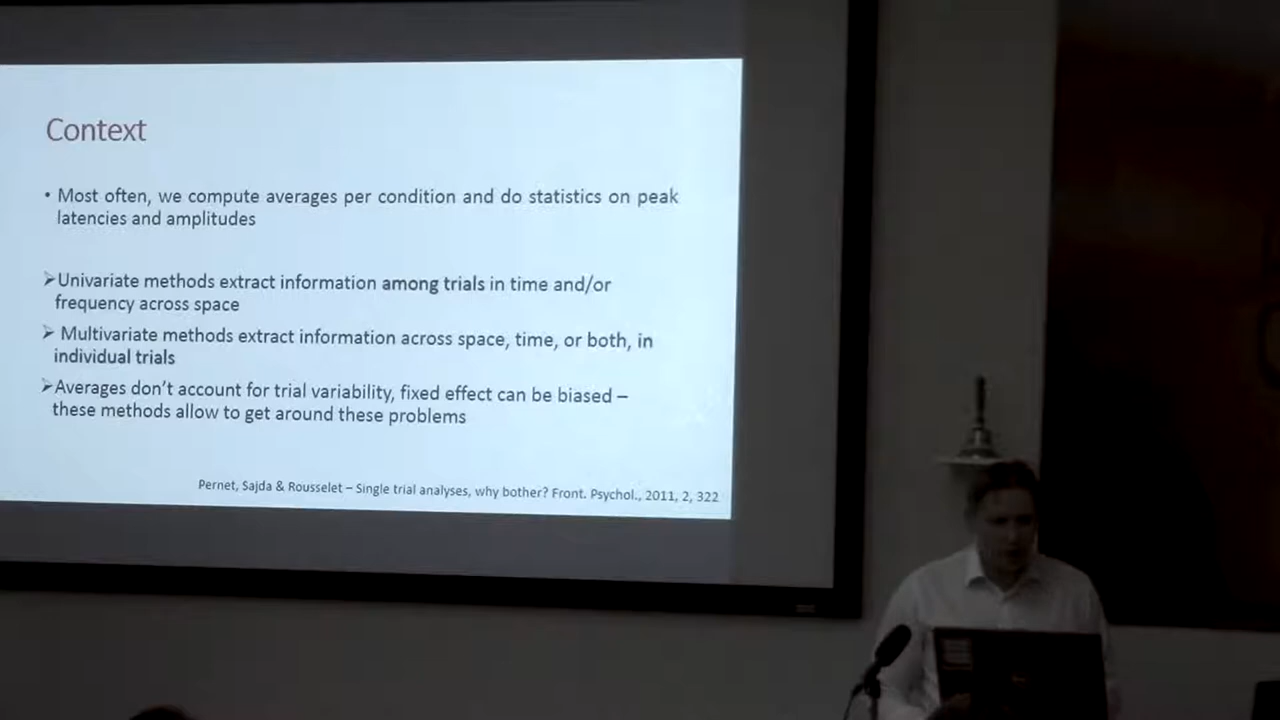 Context
• Most often, we compute averages per condition and do statistics on peak
latencies and amplitudes
➢Univariate methods extract information among trials in time and/or
frequency across space
➢ Multivariate methods extract information across space, time, or both, in
individual trials
➢Averages don't account for trial variability, fixed effect can be biased –
these methods allow to get around these problems
Pernet, Sajda & Rousselet – Single trial analyses, why bother? Front. Psychol., 2011, 2, 322